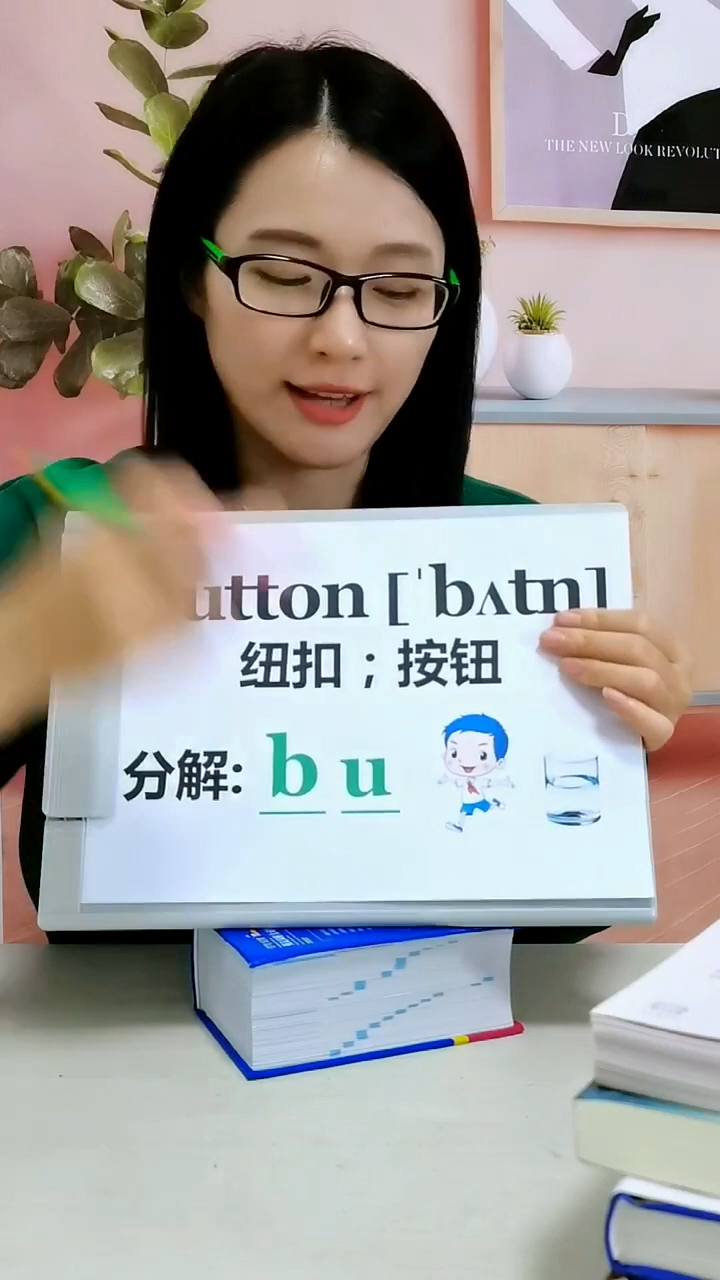 THE NEW LOOK REVOLUT
utton [ˈbʌtn]
纽扣；按钮
分解: b u